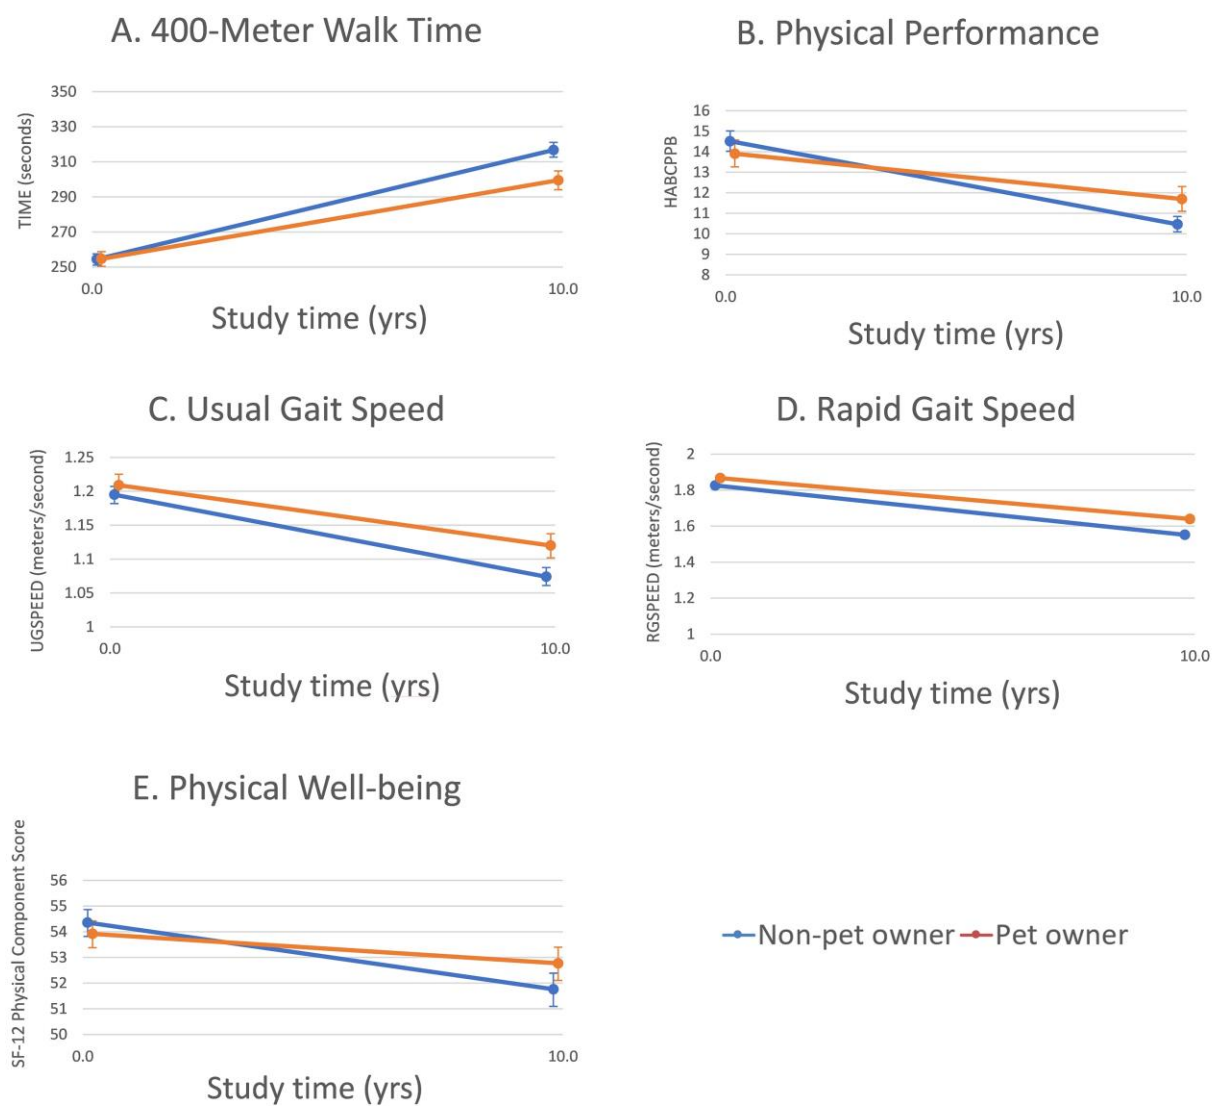 A. 400-Meter Walk Time
TIME (seconds)
350
330
310
290
270
250
0.0
10.0
Study time (yrs)
B. Physical Performance
HABCPPB
16
15
14
13
12
11
10
9
8
0.0
10.0
Study time (yrs)
C. Usual Gait Speed
UGSPEED (meters/second)
1.25
1.2
1.15
1.1
1.05
1
0.0
10.0
Study time (yrs)
D. Rapid Gait Speed
RGSPEED (meters/second)
2
1.8
1.6
1.4
1.2
1
0.0
10.0
Study time (yrs)
E. Physical Well-being
SF-12 Physical Component Score
56
55
54
53
52
51
50
0.0
10.0
Study time (yrs)
Non-pet owner
Pet owner